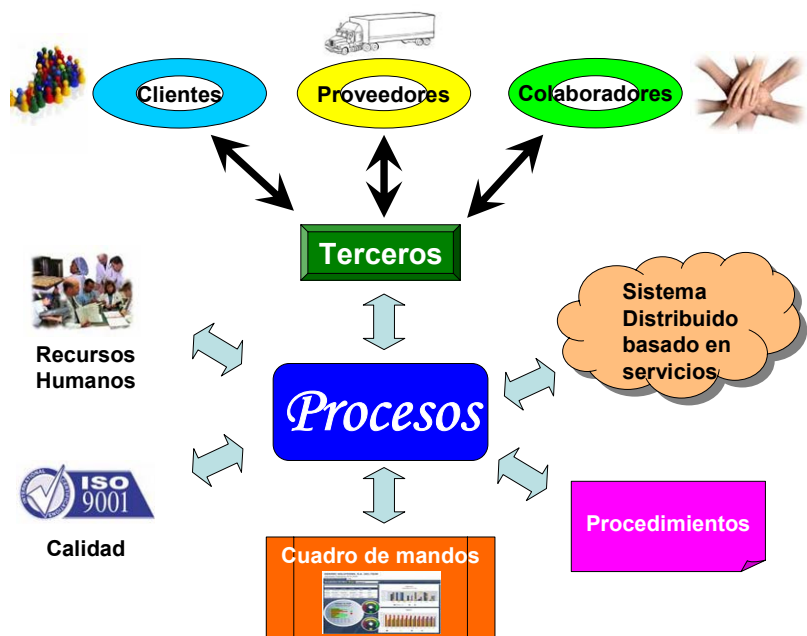 Clientes
Proveedores
Colaboradores
Terceros
Recursos
Humanos
Sistema
Distribuido
basado en
servicios
Procesos
ISO
9001
Calidad
Procedimientos
Cuadro de mandos